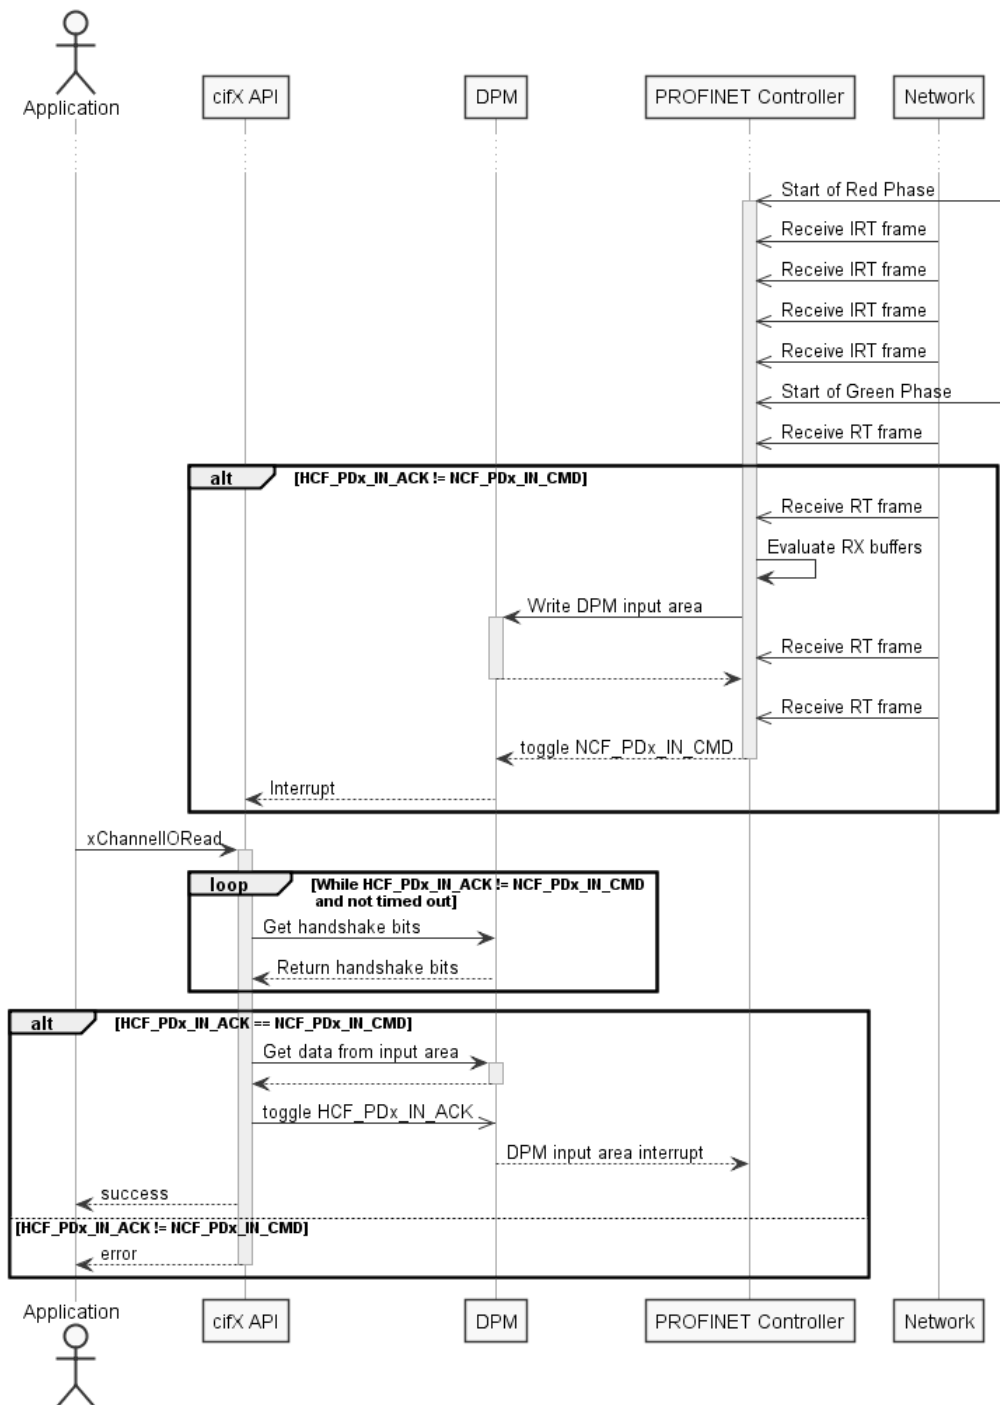 Application
cifX API
DPM
PROFINET Controller
Network
Start of Red Phase
Receive IRT frame
Receive IRT frame
Receive IRT frame
Receive IRT frame
Start of Green Phase
Receive RT frame
alt
[HCF_PDx_IN_ACK != NCF_PDx_IN_CMD]
Receive RT frame
Evaluate RX buffers
Write DPM input area
Receive RT frame
Receive RT frame
toggle NCF_PDx_IN_CMD
Interrupt
xChannelIORead
loop
[While HCF_PDx_IN_ACK != NCF_PDx_IN_CMD
and not timed out]
Get handshake bits
Return handshake bits
alt
[HCF_PDx_IN_ACK == NCF_PDx_IN_CMD]
Get data from input area
toggle HCF_PDx_IN_ACK
DPM input area interrupt
success
[HCF_PDx_IN_ACK != NCF_PDx_IN_CMD]
error
Application
cifX API
DPM
PROFINET Controller
Network